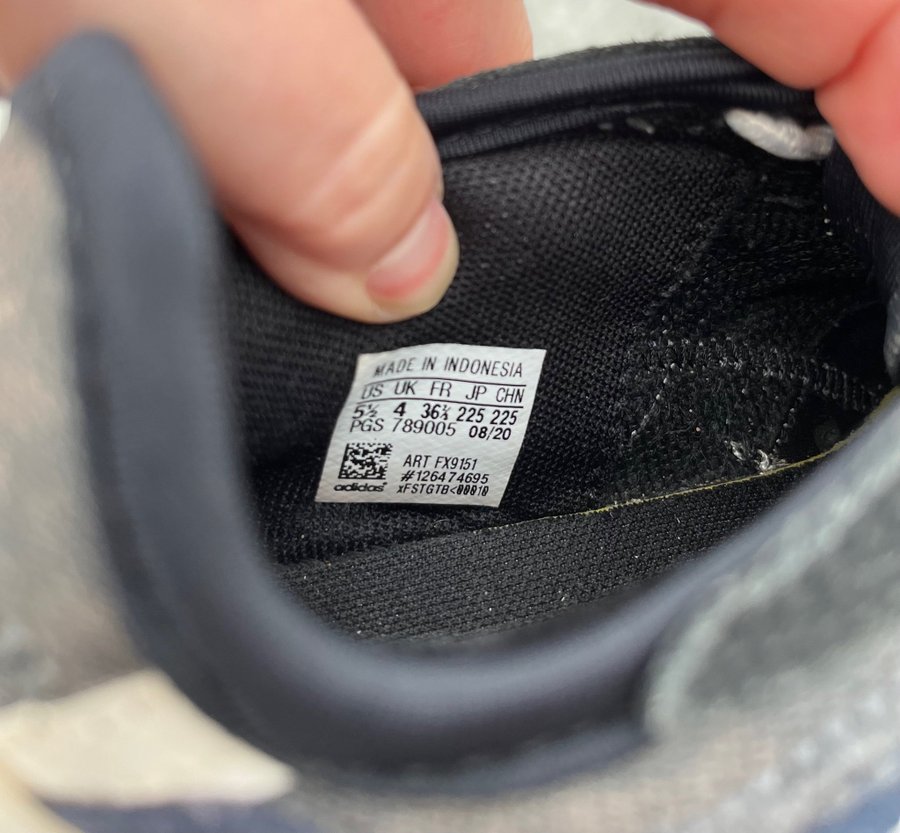 MADE IN INDONESIA
US UK FR JP CHN
5½ 4 36⅔ 225 225
PGS 789005 08/20
ART FX9151
#126474695
adidas xFSTGTB<00010